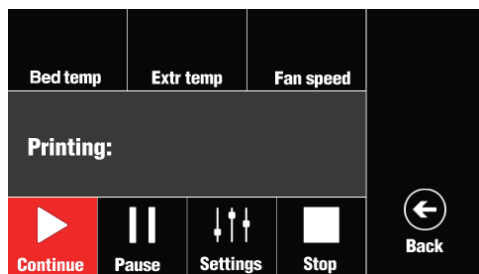 Bed temp Extr temp Fan speed
Printing:
Continue Pause Settings Stop Back